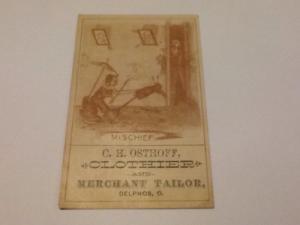 MISCHIEF
C. H. OSTHOFF,
CLOTHIER
AND
MERCHANT TAILOR,
DELPHOS, O.